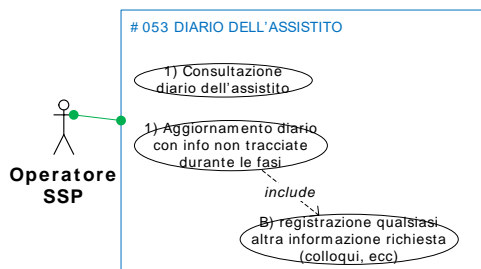 # 053 DIARIO DELL'ASSISTITO
1) Consultazione
diario dell'assistito
1) Aggiornamento diario
con info non tracciate
durante le fasi
Operatore
SSP
include
B) registrazione qualsiasi
altra informazione richiesta
(colloqui, ecc)